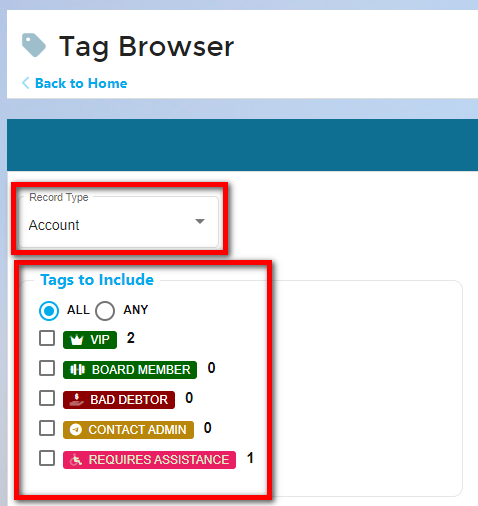 Tag Browser
Back to Home
Record Type
Account
Tags to Include
ALL ANY
VIP 2
BOARD MEMBER 0
BAD DEBTOR 0
CONTACT ADMIN 0
REQUIRES ASSISTANCE 1